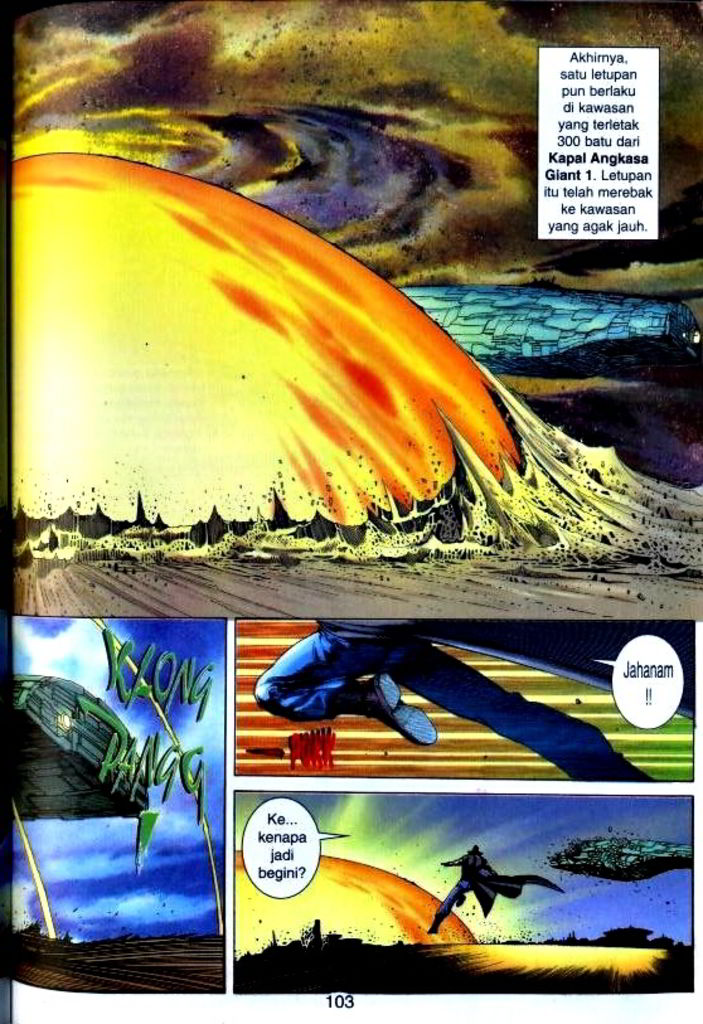 Akhirnya,
satu letupan
pun berlaku
di kawasan
yang terletak
300 batu dari
Kapal Angkasa
Giant 1. Letupan
itu telah merebak
ke kawasan
yang agak jauh.
KLONG
DANGG
!
Jahanam
!!
Ke...
kenapa
jadi
begini?
103